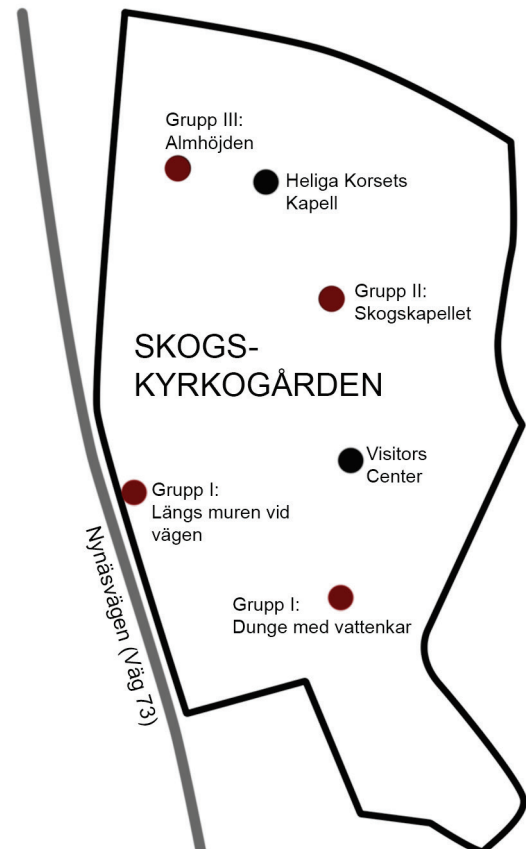 Grupp III:
Almhöjden
Heliga Korsets
Kapell
Grupp II:
Skogskapellet
SKOGS-
KYRKOGÅRDEN
Visitors
Center
Grupp I:
Längs muren vid
vägen
Nynäsvägen (Väg 73)
Grupp I:
Dunge med vattenkar